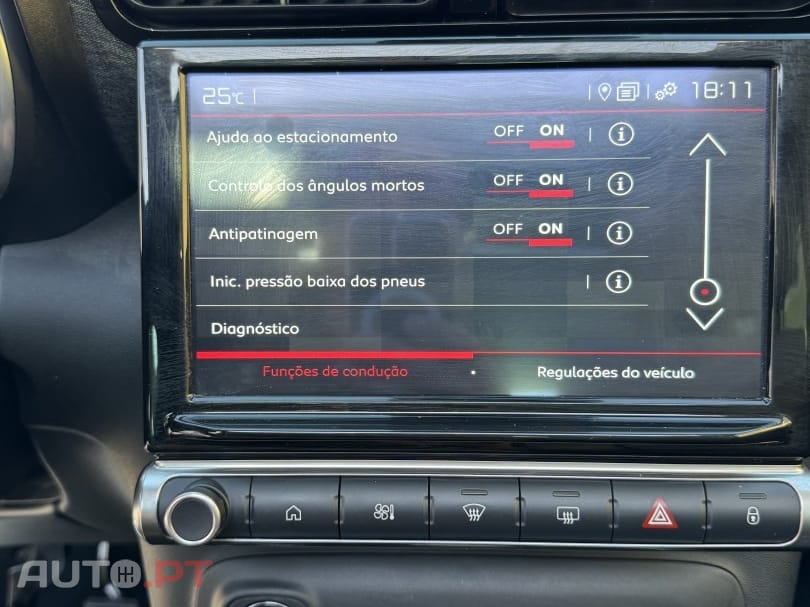 25°C
18:11
Ajuda ao estacionamento OFF ON i
Controlo dos ângulos mortos OFF ON i
Antipatinagem OFF ON i
Inic. pressão baixa dos pneus i
Diagnóstico
Funções de condução Regulações do veículo
AUTO.PT